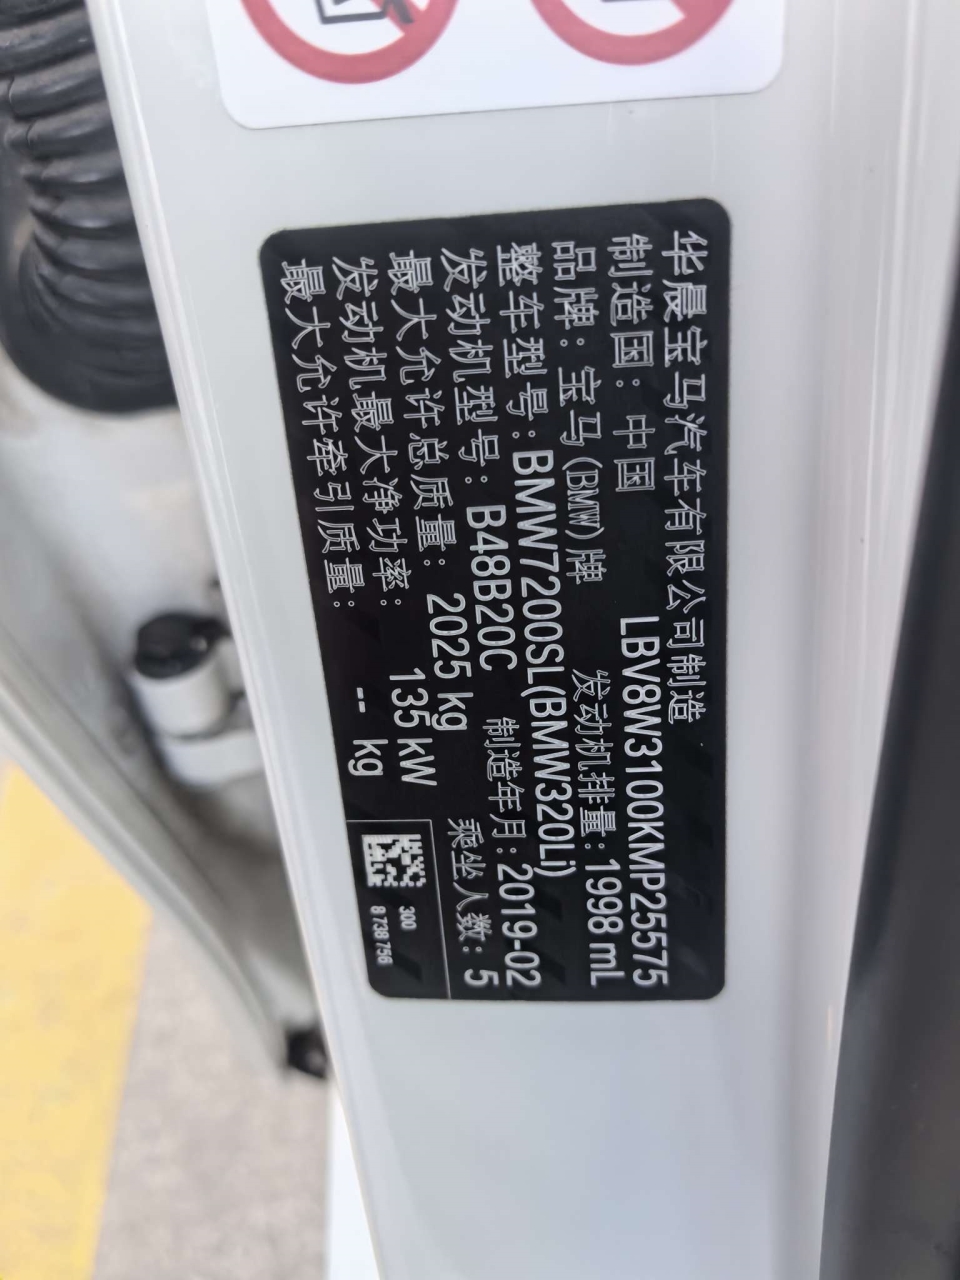 华晨宝马汽车有限公司制造
制造国：中国 LBV8W3100KMP25575
品牌：宝马(BMW)牌 发动机排量：1998 mL
整车型号：BMW7200SL(BMW320Li)
发动机型号：B48B20C 制造年月：2019-02
最大允许总质量：2025 kg 乘坐人数：5
发动机最大净功率：135 kW
最大允许牵引质量：-- kg
300
8 738 756